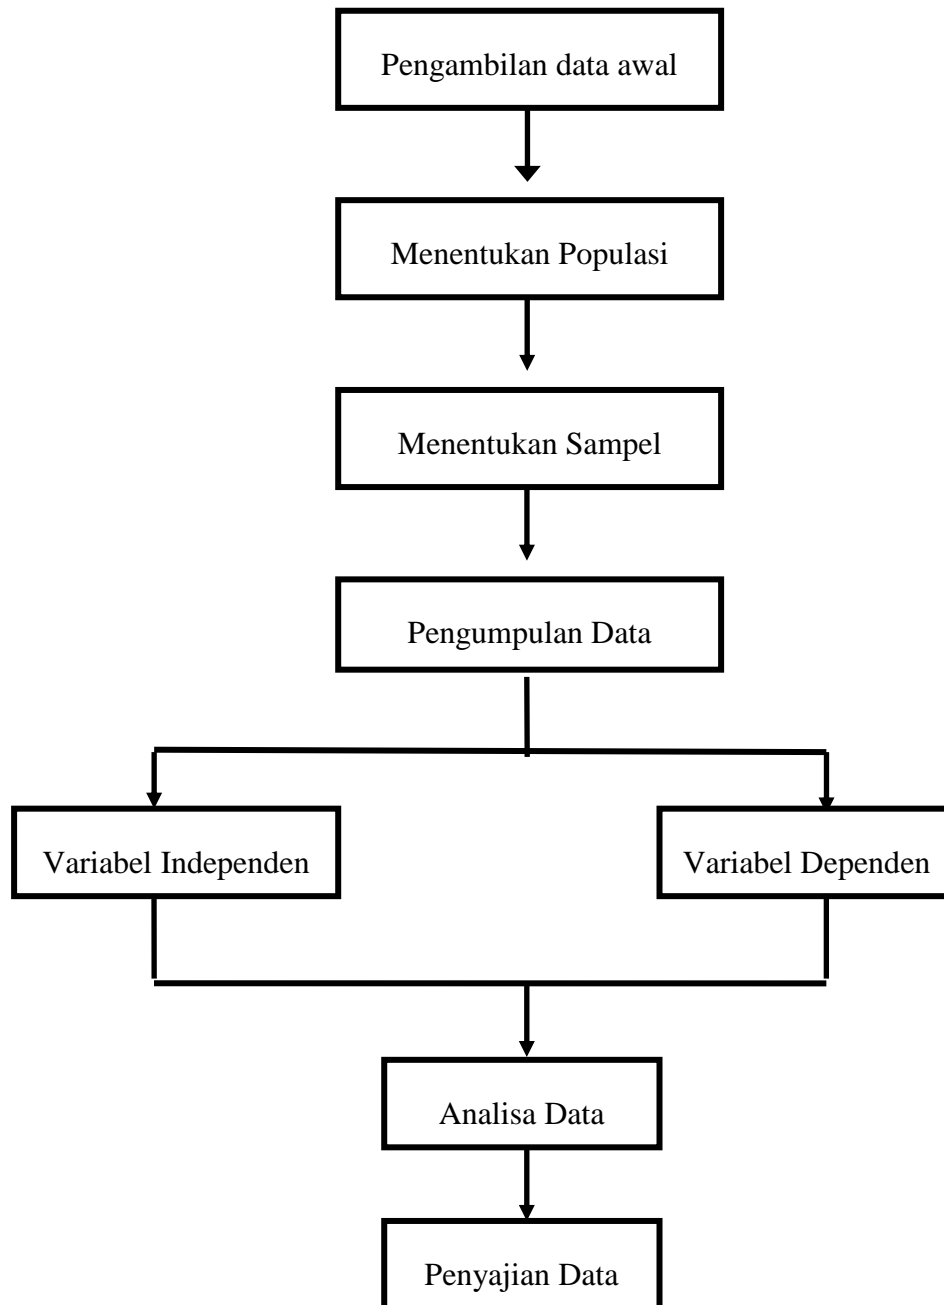 Pengambilan data awal
Menentukan Populasi
Menentukan Sampel
Pengumpulan Data
Variabel Independen
Variabel Dependen
Analisa Data
Penyajian Data